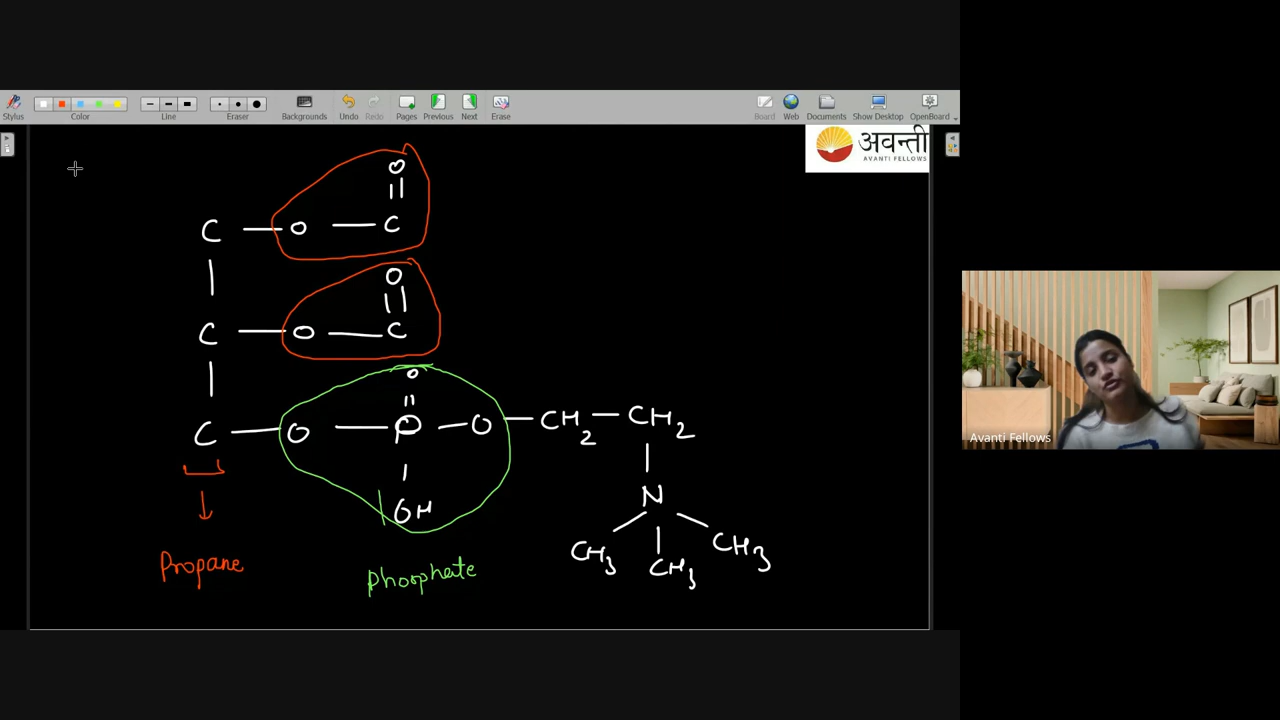 Stylus
Color
Line
Eraser
Backgrounds
Undo
Redo
Pages
Previous
Next
Erase
Board
Web
Documents
Show Desktop
OpenBoard
अवन्ती
AVANTI FELLOWS
O
||
C — O — C
|
O
||
C — O — C
|
O
||
C — O — P — O — CH2 — CH2
| |
OH N
CH3 CH3 CH3
Propane
Phosphate
Avanti Fellows